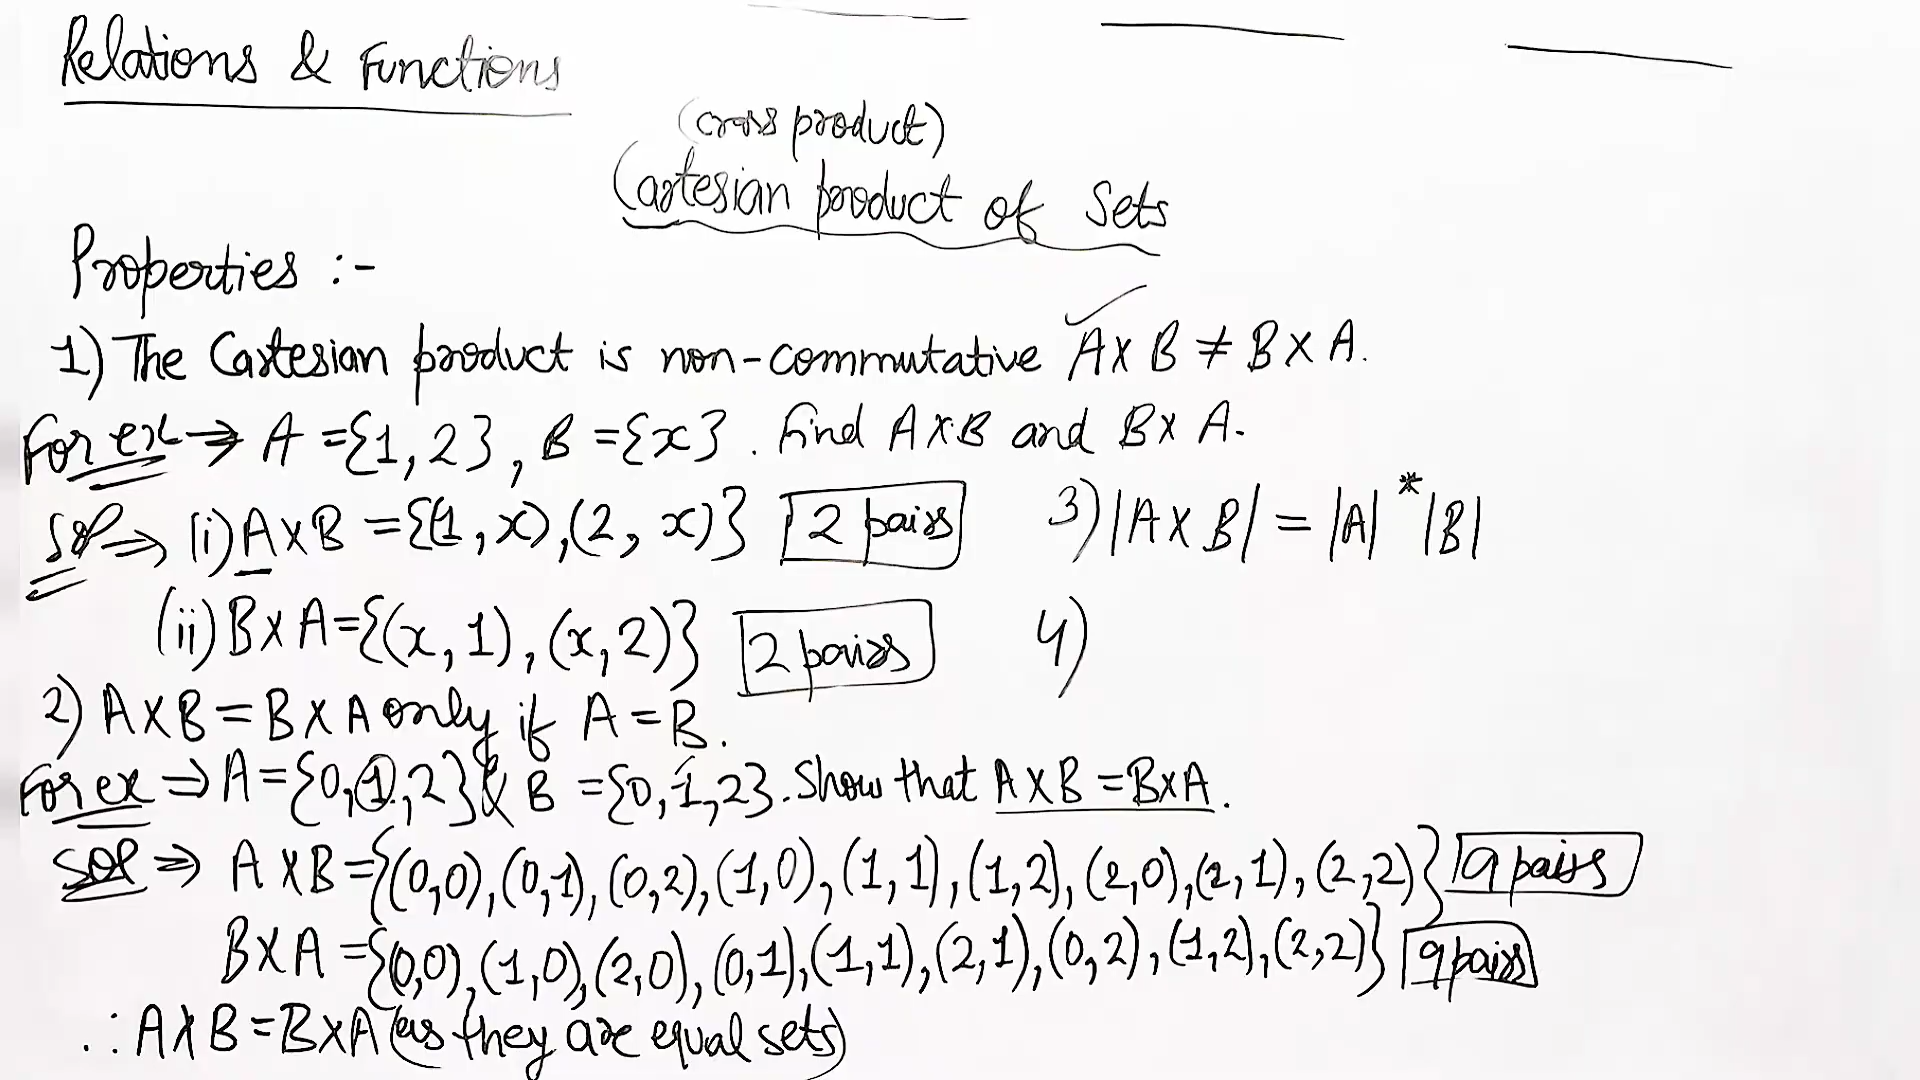 Relations & Functions
(cross product)
Cartesian product of Sets
Properties :-
1) The Cartesian product is non-commutative A X B ≠ B X A.
For ex → A = {1, 2}, B = {x}. Find A X B and B X A.
Sol → (i) A X B = {(1, x), (2, x)} 2 pairs
(ii) B X A = {(x, 1), (x, 2)} 2 pairs
3) |A X B| = |A| * |B|
4)
2) A X B = B X A only if A = B.
For ex ⇒ A = {0, 1, 2} & B = {0, 1, 2}. Show that A X B = B X A.
Sol ⇒ A X B = {(0,0), (0,1), (0,2), (1,0), (1,1), (1,2), (2,0), (2,1), (2,2)} 9 pairs
B X A = {(0,0), (1,0), (2,0), (0,1), (1,1), (2,1), (0,2), (1,2), (2,2)} 9 pairs
∴ A X B = B X A (as they are equal sets)